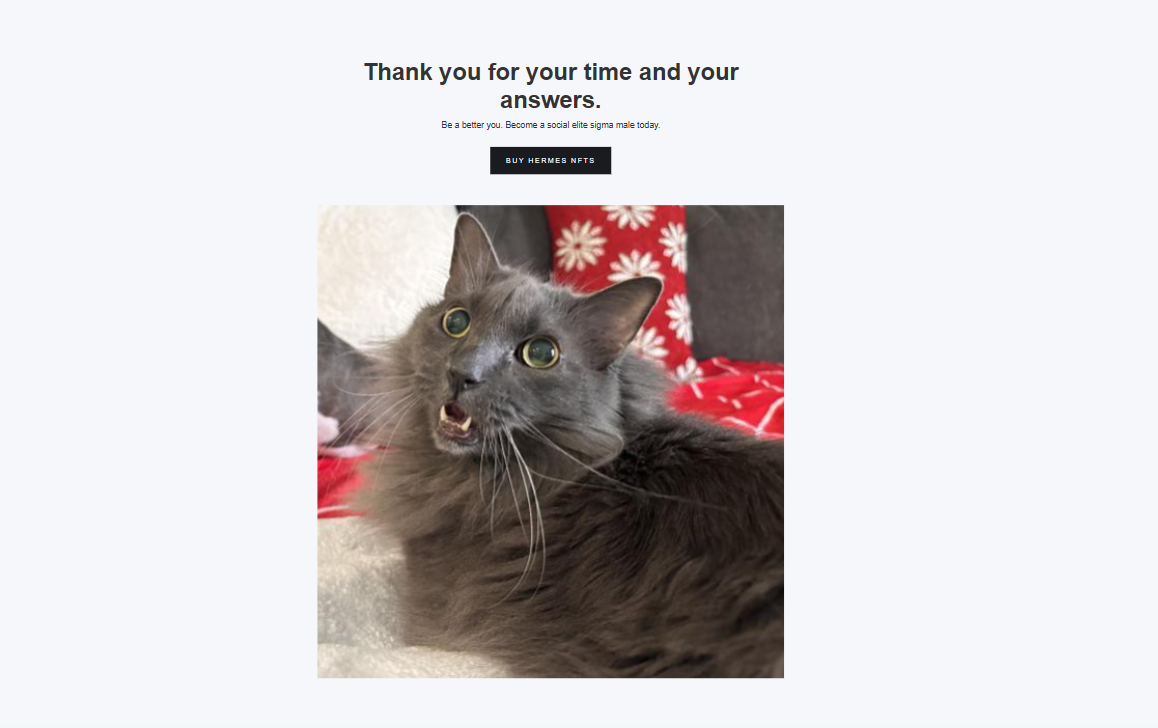 Thank you for your time and your
answers.
Be a better you. Become a social elite sigma male today.
BUY HERMES NFTS